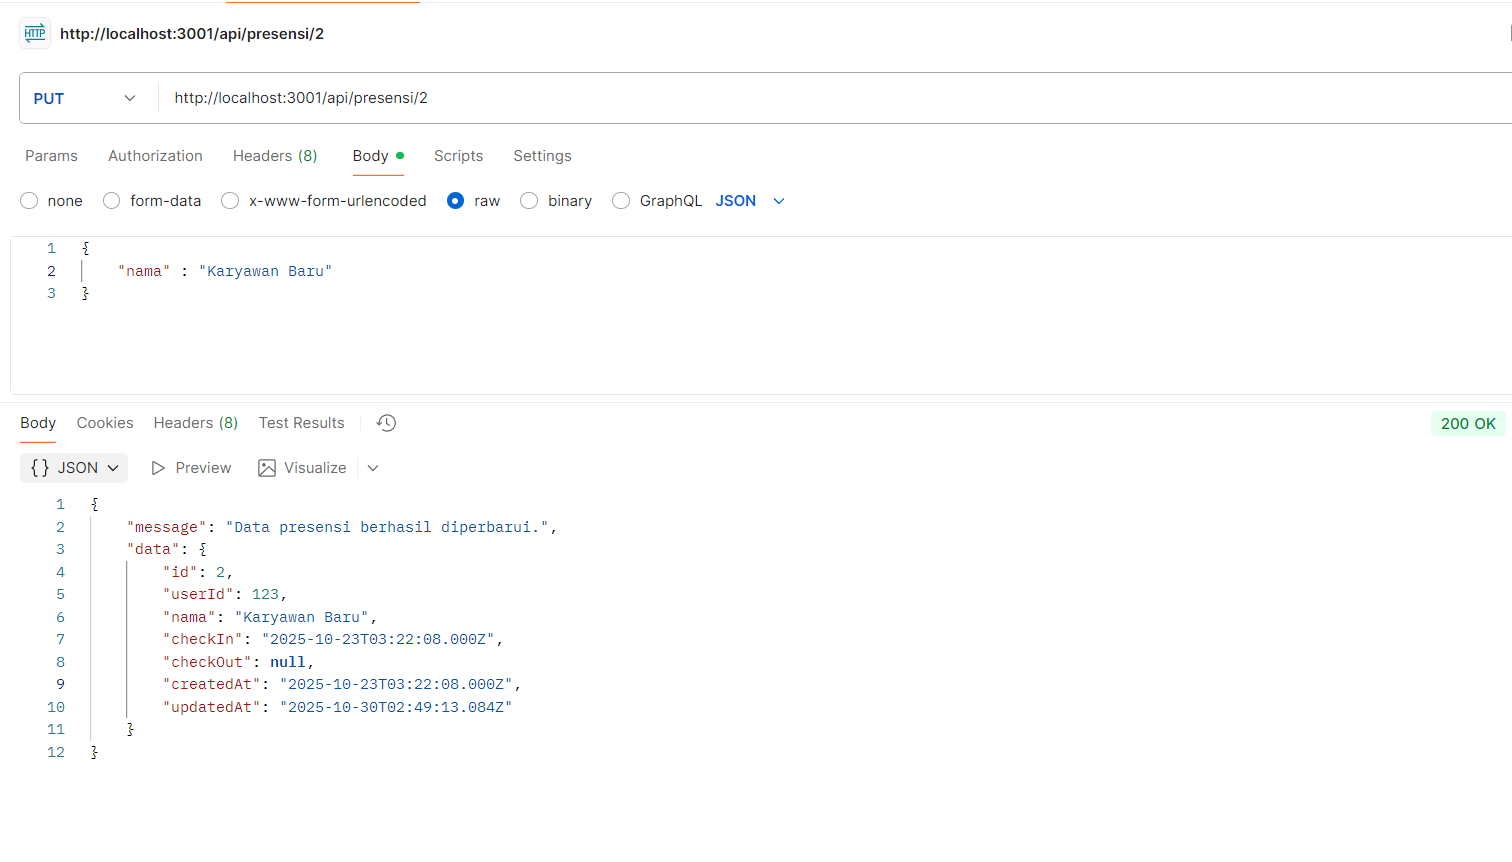 HTTP http://localhost:3001/api/presensi/2
PUT http://localhost:3001/api/presensi/2
Params Authorization Headers (8) Body Scripts Settings
none form-data x-www-form-urlencoded raw binary GraphQL JSON
1 {
2 "nama" : "Karyawan Baru"
3 }
Body Cookies Headers (8) Test Results 200 OK
{} JSON Preview Visualize
1 {
2 "message": "Data presensi berhasil diperbarui.",
3 "data": {
4 "id": 2,
5 "userId": 123,
6 "nama": "Karyawan Baru",
7 "checkIn": "2025-10-23T03:22:08.000Z",
8 "checkOut": null,
9 "createdAt": "2025-10-23T03:22:08.000Z",
10 "updatedAt": "2025-10-30T02:49:13.084Z"
11 }
12 }